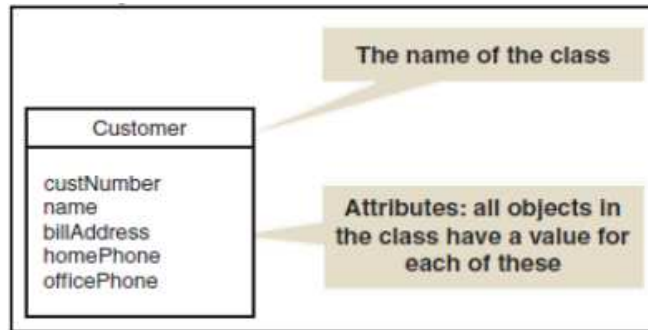 The name of the class
Customer
custNumber
name
billAddress
homePhone
officePhone
Attributes: all objects in
the class have a value for
each of these